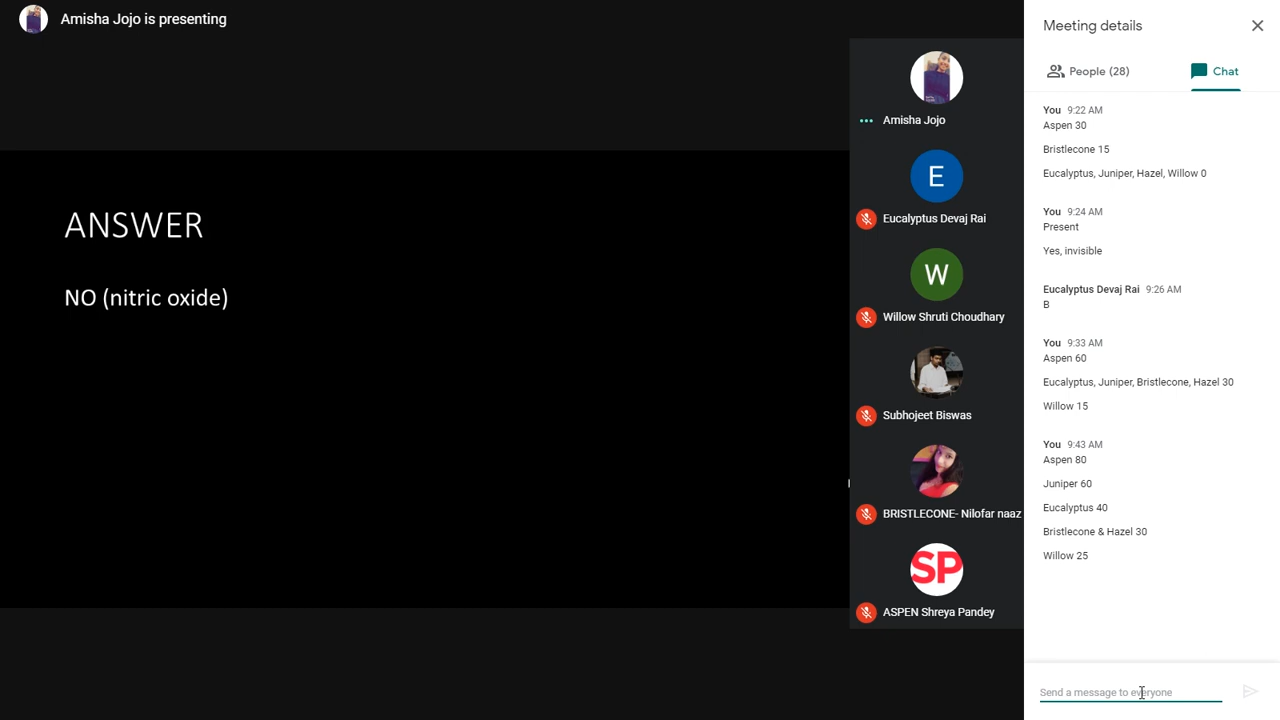 Amisha Jojo is presenting
ANSWER
NO (nitric oxide)
Amisha Jojo
E
Eucalyptus Devaj Rai
W
Willow Shruti Choudhary
Subhojeet Biswas
BRISTLECONE- Nilofar naaz
SP
ASPEN Shreya Pandey
Meeting details
People (28)
Chat
You 9:22 AM
Aspen 30
Bristlecone 15
Eucalyptus, Juniper, Hazel, Willow 0
You 9:24 AM
Present
Yes, invisible
Eucalyptus Devaj Rai 9:26 AM
B
You 9:33 AM
Aspen 60
Eucalyptus, Juniper, Bristlecone, Hazel 30
Willow 15
You 9:43 AM
Aspen 80
Juniper 60
Eucalyptus 40
Bristlecone & Hazel 30
Willow 25
Send a message to everyone